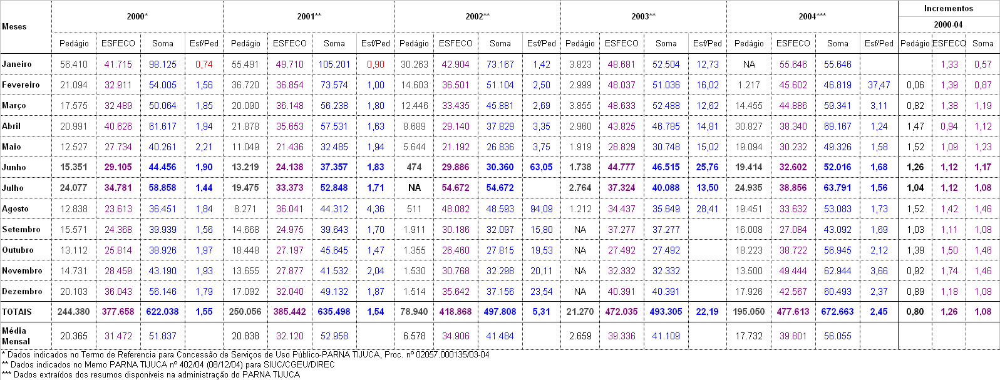 Meses 2000* 2001** 2002** 2003** 2004*** Incrementos
2000-04
Pedágio ESFECO Soma Esf/Ped Pedágio ESFECO Soma Esf/Ped Pedágio ESFECO Soma Esf/Ped Pedágio ESFECO Soma Esf/Ped Pedágio ESFECO Soma Esf/Ped Pedágio ESFECO Soma
Janeiro 56.410 41.715 98.125 0,74 55.491 49.710 105.201 0,90 30.263 42.904 73.167 1,42 3.823 48.681 52.504 12,73 NA 55.646 55.646 1,33 0,57
Fevereiro 21.094 32.911 54.005 1,56 36.720 36.854 73.574 1,00 14.603 36.501 51.104 2,50 2.999 48.037 51.036 16,02 1.217 45.602 46.819 37,47 0,06 1,39 0,87
Março 17.575 32.489 50.064 1,85 20.090 36.148 56.238 1,80 12.446 33.435 45.881 2,69 3.855 48.633 52.488 12,62 14.455 44.886 59.341 3,11 0,82 1,38 1,19
Abril 20.991 40.626 61.617 1,94 21.878 35.653 57.531 1,63 8.689 29.140 37.829 3,35 2.960 43.825 46.785 14,81 30.827 38.340 69.167 1,24 1,47 0,94 1,12
Maio 12.527 27.734 40.261 2,21 11.049 21.436 32.485 1,94 5.644 21.192 26.836 3,75 1.919 28.829 30.748 15,02 19.094 30.232 49.326 1,58 1,52 1,09 1,23
Junho 15.351 29.105 44.456 1,90 13.219 24.138 37.357 1,83 474 29.886 30.360 63,05 1.738 44.777 46.515 25,76 19.414 32.602 52.016 1,68 1,26 1,12 1,17
Julho 24.077 34.781 58.858 1,44 19.475 33.373 52.848 1,71 NA 54.672 54.672 2.764 37.324 40.088 13,50 24.935 38.856 63.791 1,56 1,04 1,12 1,08
Agosto 12.838 23.613 36.451 1,84 8.271 36.041 44.312 4,36 511 48.082 48.593 94,09 1.212 34.437 35.649 28,41 19.451 33.632 53.083 1,73 1,52 1,42 1,46
Setembro 15.571 24.368 39.939 1,56 14.668 24.975 39.643 1,70 1.911 30.186 32.097 15,80 NA 37.277 37.277 16.008 27.084 43.092 1,69 1,03 1,11 1,08
Outubro 13.112 25.814 38.926 1,97 18.448 27.197 45.645 1,47 1.355 26.460 27.815 19,53 NA 27.492 27.492 18.223 38.722 56.945 2,12 1,39 1,50 1,46
Novembro 14.731 28.459 43.190 1,93 13.655 27.877 41.532 2,04 1.530 30.768 32.298 20,11 NA 32.332 32.332 13.500 49.444 62.944 3,66 0,92 1,74 1,46
Dezembro 20.103 36.043 56.146 1,79 17.092 32.040 49.132 1,87 1.514 35.642 37.156 23,54 NA 40.391 40.391 17.926 42.567 60.493 2,37 0,89 1,18 1,08
TOTAIS 244.380 377.658 622.038 1,55 250.056 385.442 635.498 1,54 78.940 418.868 497.808 5,31 21.270 472.035 493.305 22,19 195.050 477.613 672.663 2,45 0,80 1,26 1,08
Média
Mensal 20.365 31.472 51.837 20.838 32.120 52.958 6.578 34.906 41.484 2.659 39.336 41.109 17.732 39.801 56.055
* Dados indicados no Termo de Referencia para Concessão de Serviços de Uso Público-PARNA TIJUCA, Proc. nº 02057.000135/03-04
** Dados indicados no Memo PARNA TIJUCA nº 402/04 (08/12/04) para SIUC/CGEU/DIREC
*** Dados extraídos dos resumos disponíveis na administração do PARNA TIJUCA